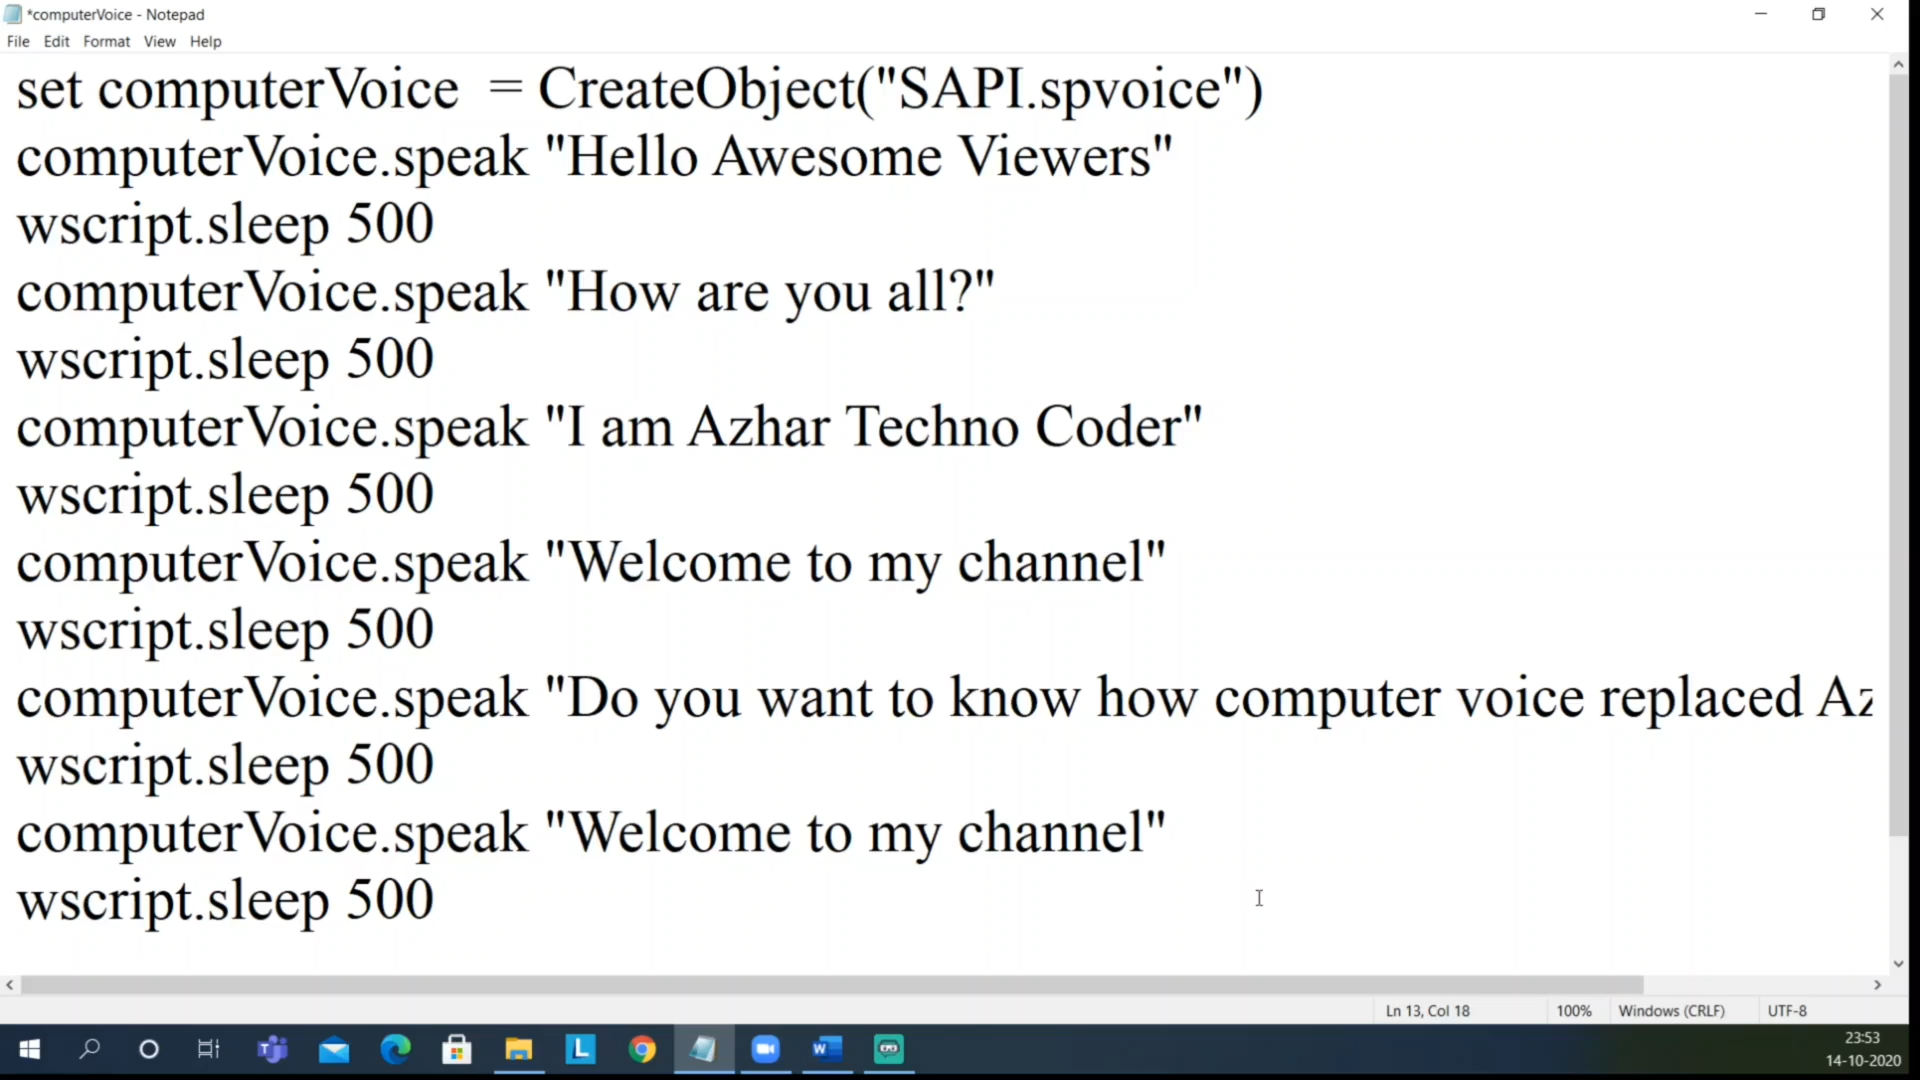 *computerVoice - Notepad
File Edit Format View Help
set computerVoice  = CreateObject("SAPI.spvoice")
computerVoice.speak "Hello Awesome Viewers"
wscript.sleep 500
computerVoice.speak "How are you all?"
wscript.sleep 500
computerVoice.speak "I am Azhar Techno Coder"
wscript.sleep 500
computerVoice.speak "Welcome to my channel"
wscript.sleep 500
computerVoice.speak "Do you want to know how computer voice replaced Az
wscript.sleep 500
computerVoice.speak "Welcome to my channel"
wscript.sleep 500
Ln 13, Col 18 100% Windows (CRLF) UTF-8
23:53
14-10-2020